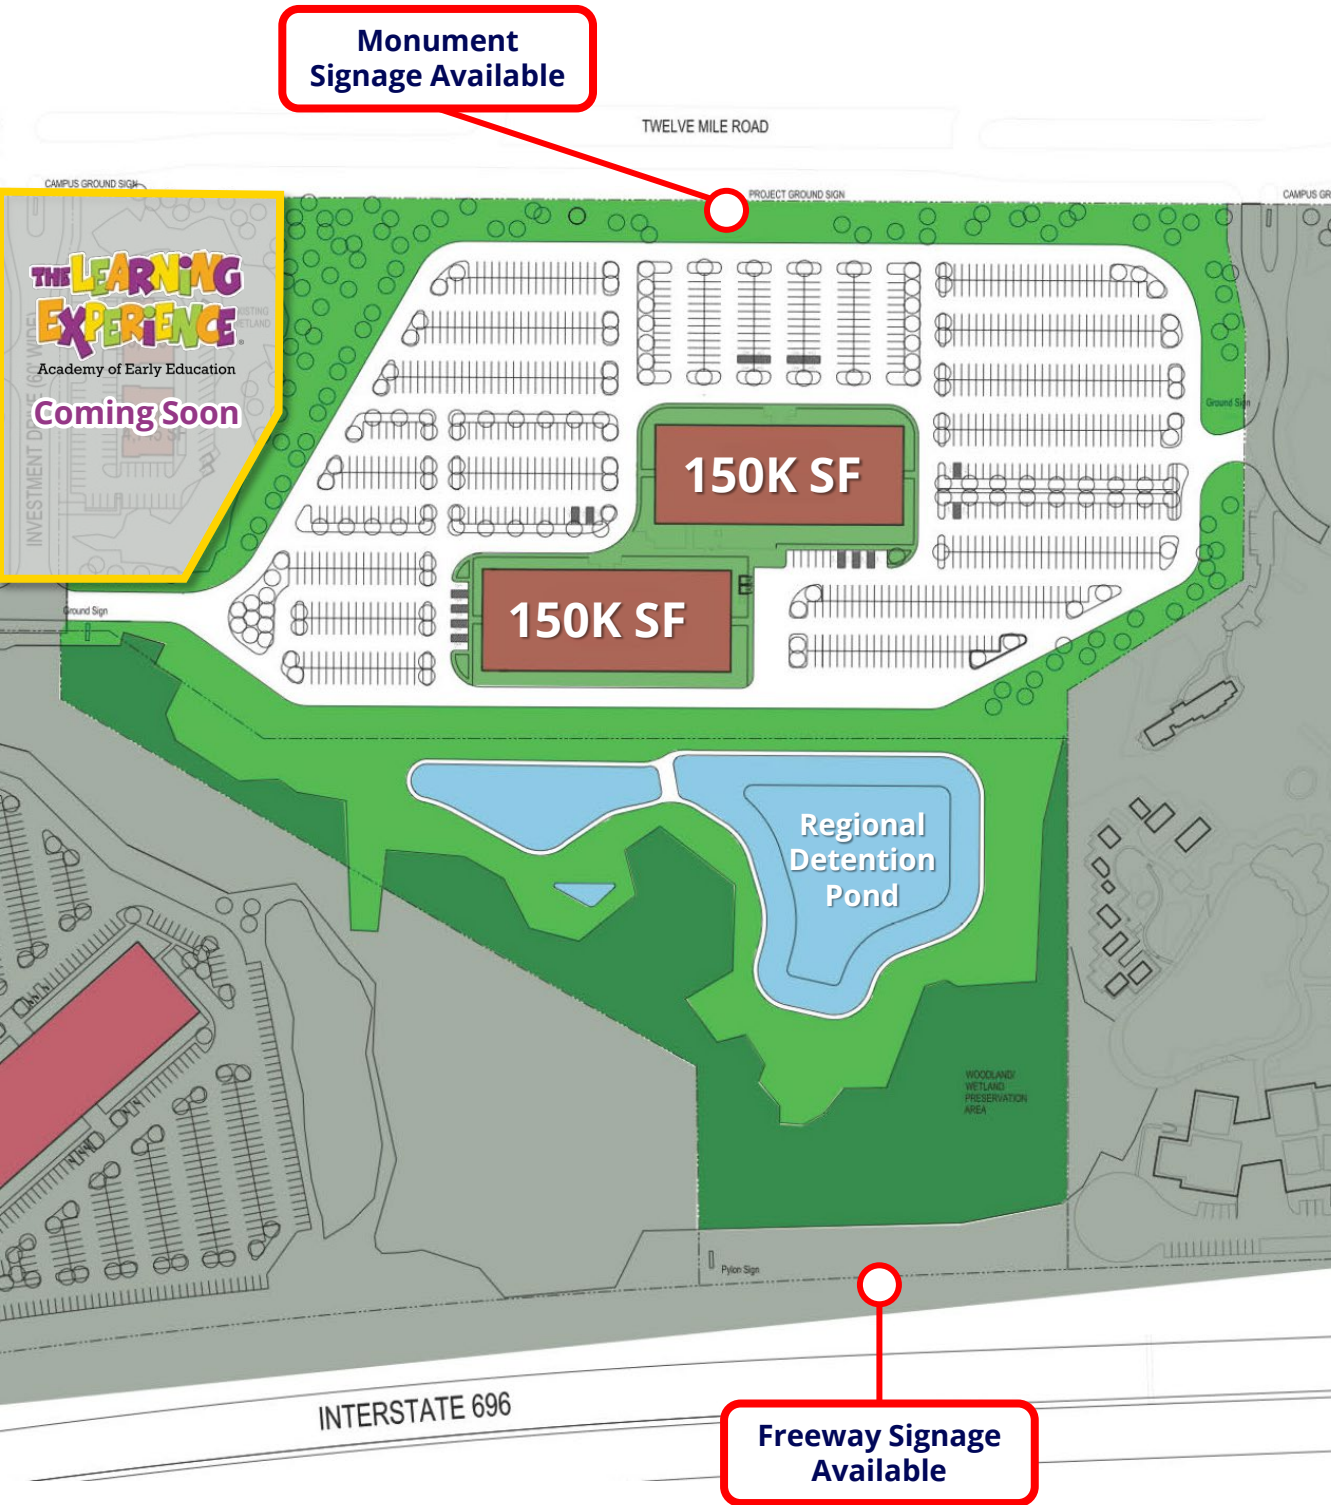 Monument
Signage Available
TWELVE MILE ROAD
CAMPUS GROUND SIGN
PROJECT GROUND SIGN
CAMPUS GR
THE LEARNING
EXPERIENCE
Academy of Early Education
Coming Soon
INVESTMENT
Ground Sign
150K SF
150K SF
Ground Sign
Regional
Detention
Pond
WOODLAND/
WETLAND
PRESERVATION
AREA
Pylon Sign
INTERSTATE 696
Freeway Signage
Available